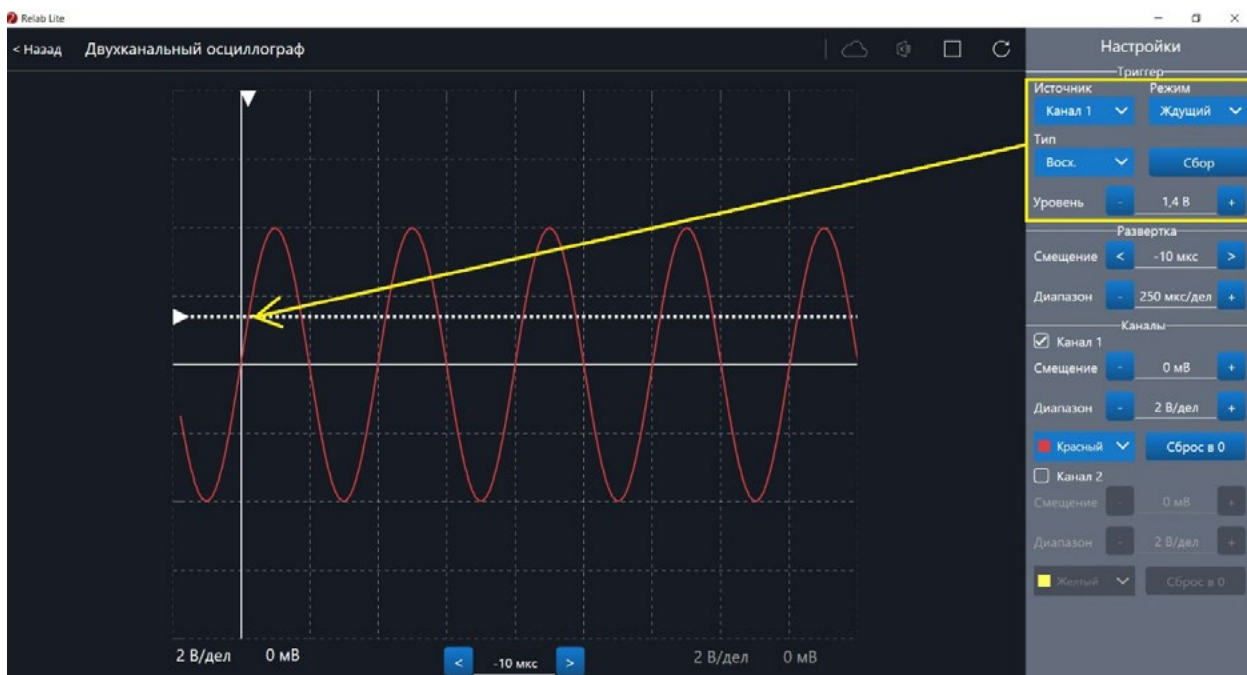 Relab Lite
< Назад Двухканальный осциллограф
Настройки
Триггер
Источник Режим
Канал 1 Ждущий
Тип
Восх. Сбор
Уровень - 1,4 В +
Развертка
Смещение < -10 мкс >
Диапазон - 250 мкс/дел +
Каналы
Канал 1
Смещение - 0 мВ +
Диапазон - 2 В/дел +
Красный Сброс в 0
Канал 2
Смещение - 0 мВ +
Диапазон - 2 В/дел +
Желтый Сброс в 0
2 В/дел 0 мВ < -10 мкс > 2 В/дел 0 мВ